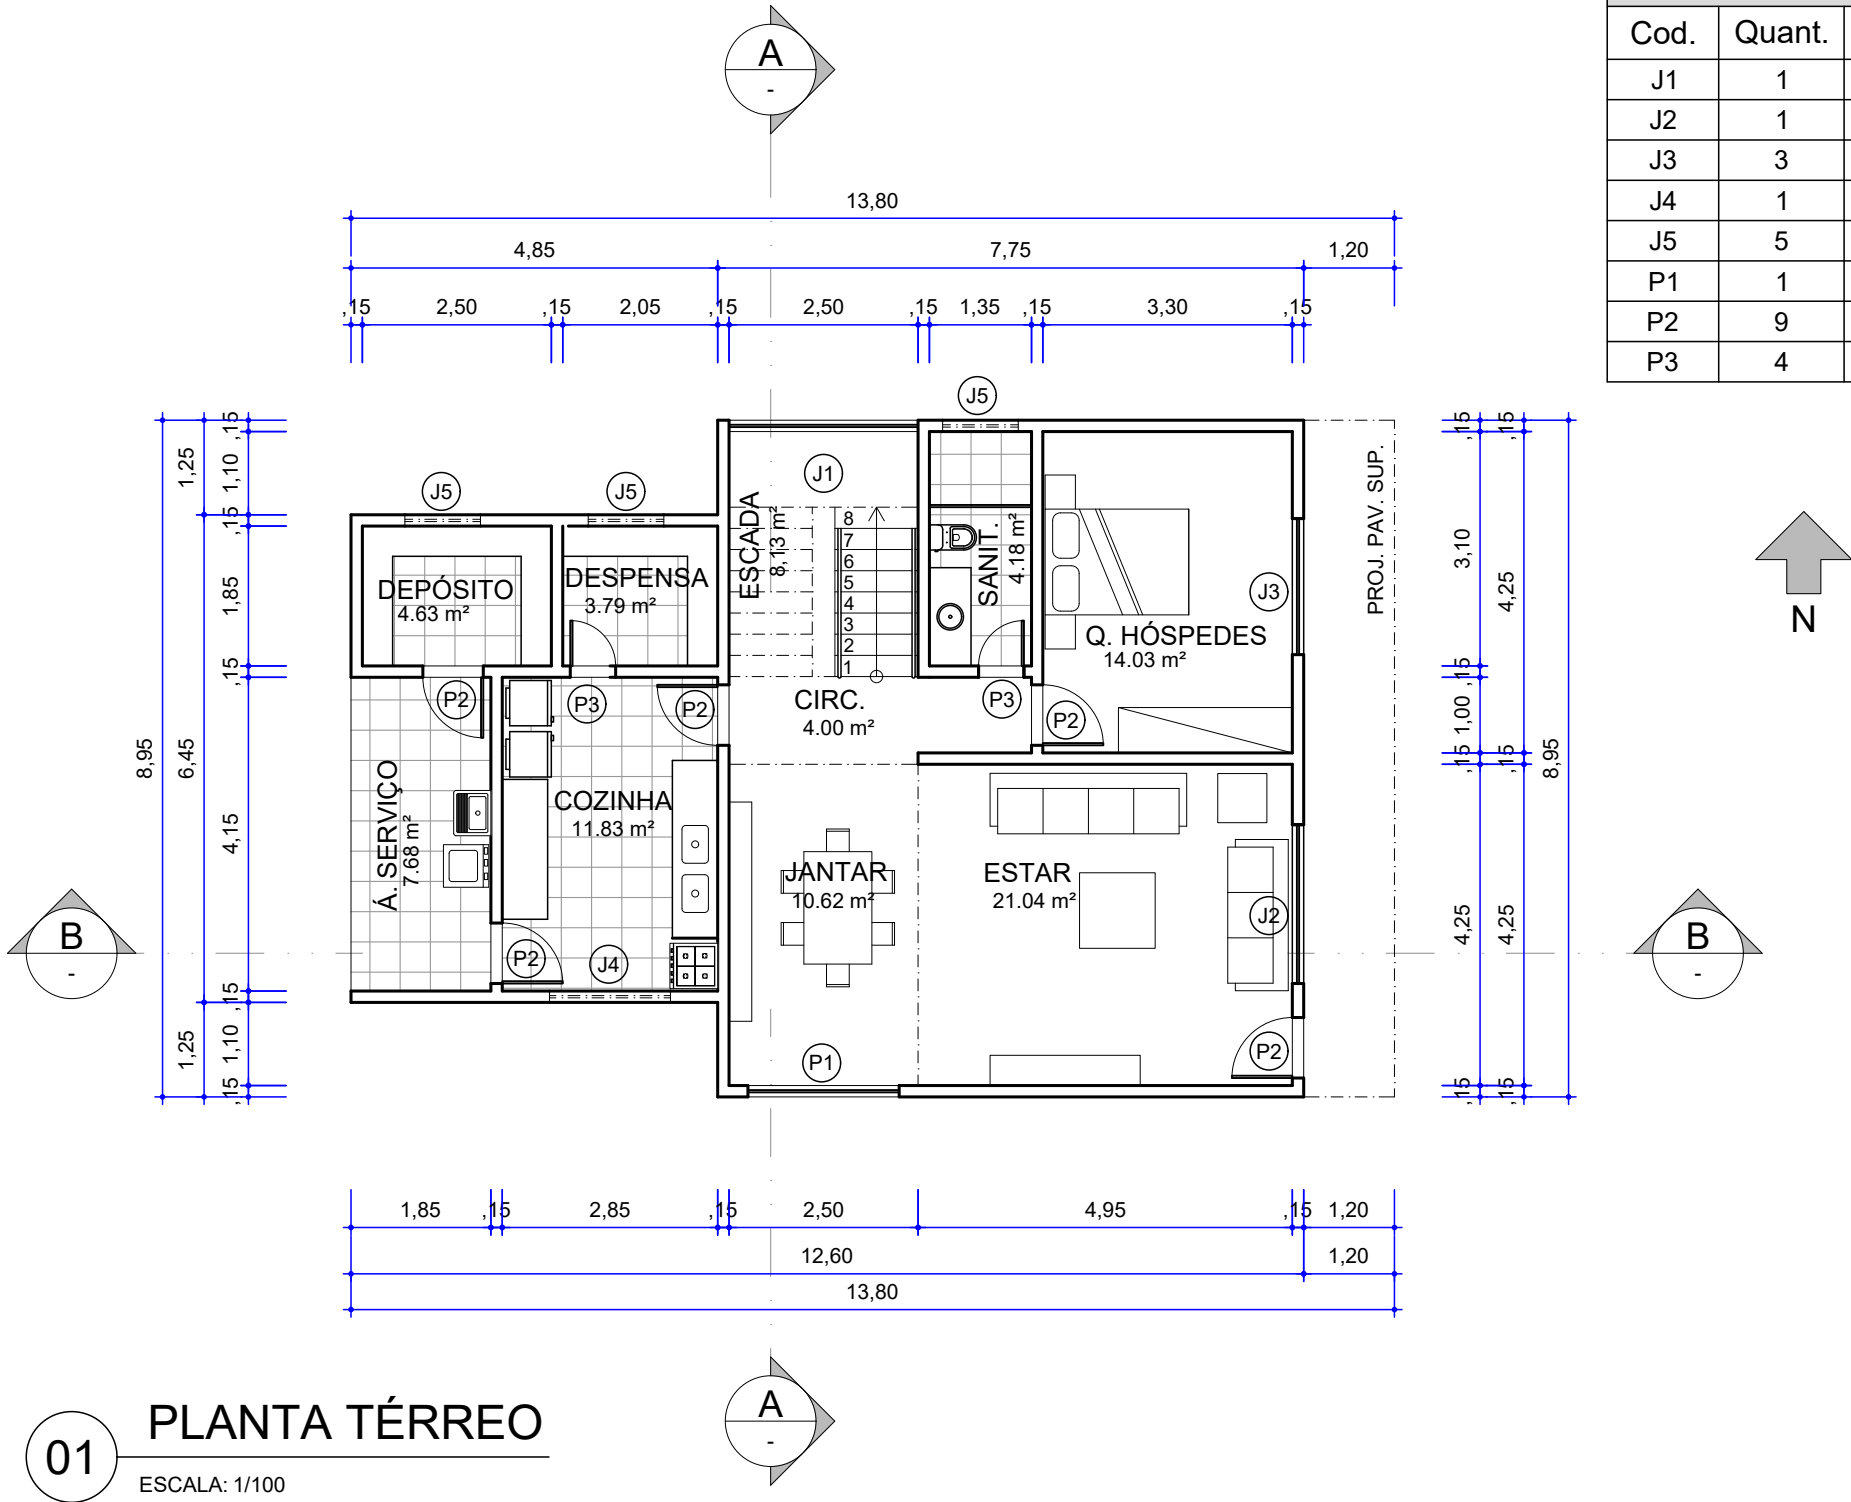 A
-
Cod. Quant.
J1 1
J2 1
J3 3
J4 1
J5 5
P1 1
P2 9
P3 4
13,80
4,85 7,75 1,20
,15 2,50 ,15 2,05 ,15 2,50 ,15 1,35 ,15 3,30 ,15
8,95
1,25 6,45 1,25
,15 1,10 ,15 1,85 ,15 4,15 ,15 1,10 ,15
J5
J5
J5
J1
DEPÓSITO
4.63 m²
DESPENSA
3.79 m²
ESCADA
8,13 m²
8
7
6
5
4
3
2
1
SANIT.
4.18 m²
J3
Q. HÓSPEDES
14.03 m²
PROJ. PAV. SUP.
P2
P3
P2
CIRC.
4.00 m²
P3
P2
Á. SERVIÇO
7.68 m²
COZINHA
11.83 m²
JANTAR
10.62 m²
ESTAR
21.04 m²
J2
P2
J4
P1
P2
,15 3,10 ,15 1,00 ,15 4,25 ,15
,15 4,25 ,15 4,25 ,15
8,95
N
B
-
B
-
1,85 ,15 2,85 ,15 2,50 4,95 ,15 1,20
12,60 1,20
13,80
A
-
01
PLANTA TÉRREO
ESCALA: 1/100